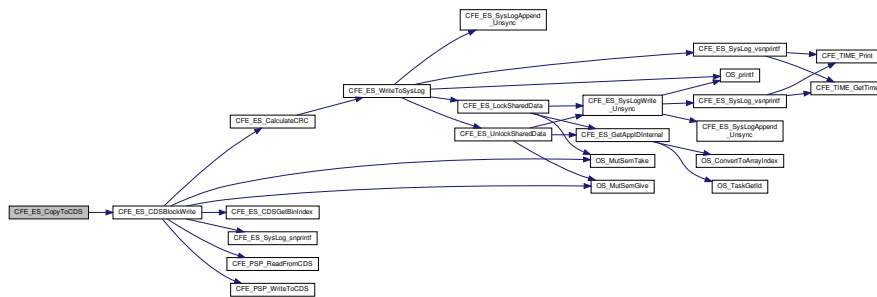 CFE_ES_SysLogAppend
_Unsync
CFE_ES_SysLog_vsnprintf
CFE_TIME_Print
OS_printf
CFE_ES_WriteToSysLog
CFE_TIME_GetTime
CFE_ES_SysLogWrite
_Unsync
CFE_ES_SysLog_vsnprintf
CFE_ES_LockSharedData
CFE_ES_CalculateCRC
CFE_ES_SysLogAppend
_Unsync
CFE_ES_UnlockSharedData
CFE_ES_GetAppIDInternal
OS_MutSemTake
OS_ConvertToArrayIndex
OS_MutSemGive
OS_TaskGetId
CFE_ES_CopyToCDS
CFE_ES_CDSBlockWrite
CFE_ES_CDSGetBinIndex
CFE_ES_SysLog_snprintf
CFE_PSP_ReadFromCDS
CFE_PSP_WriteToCDS